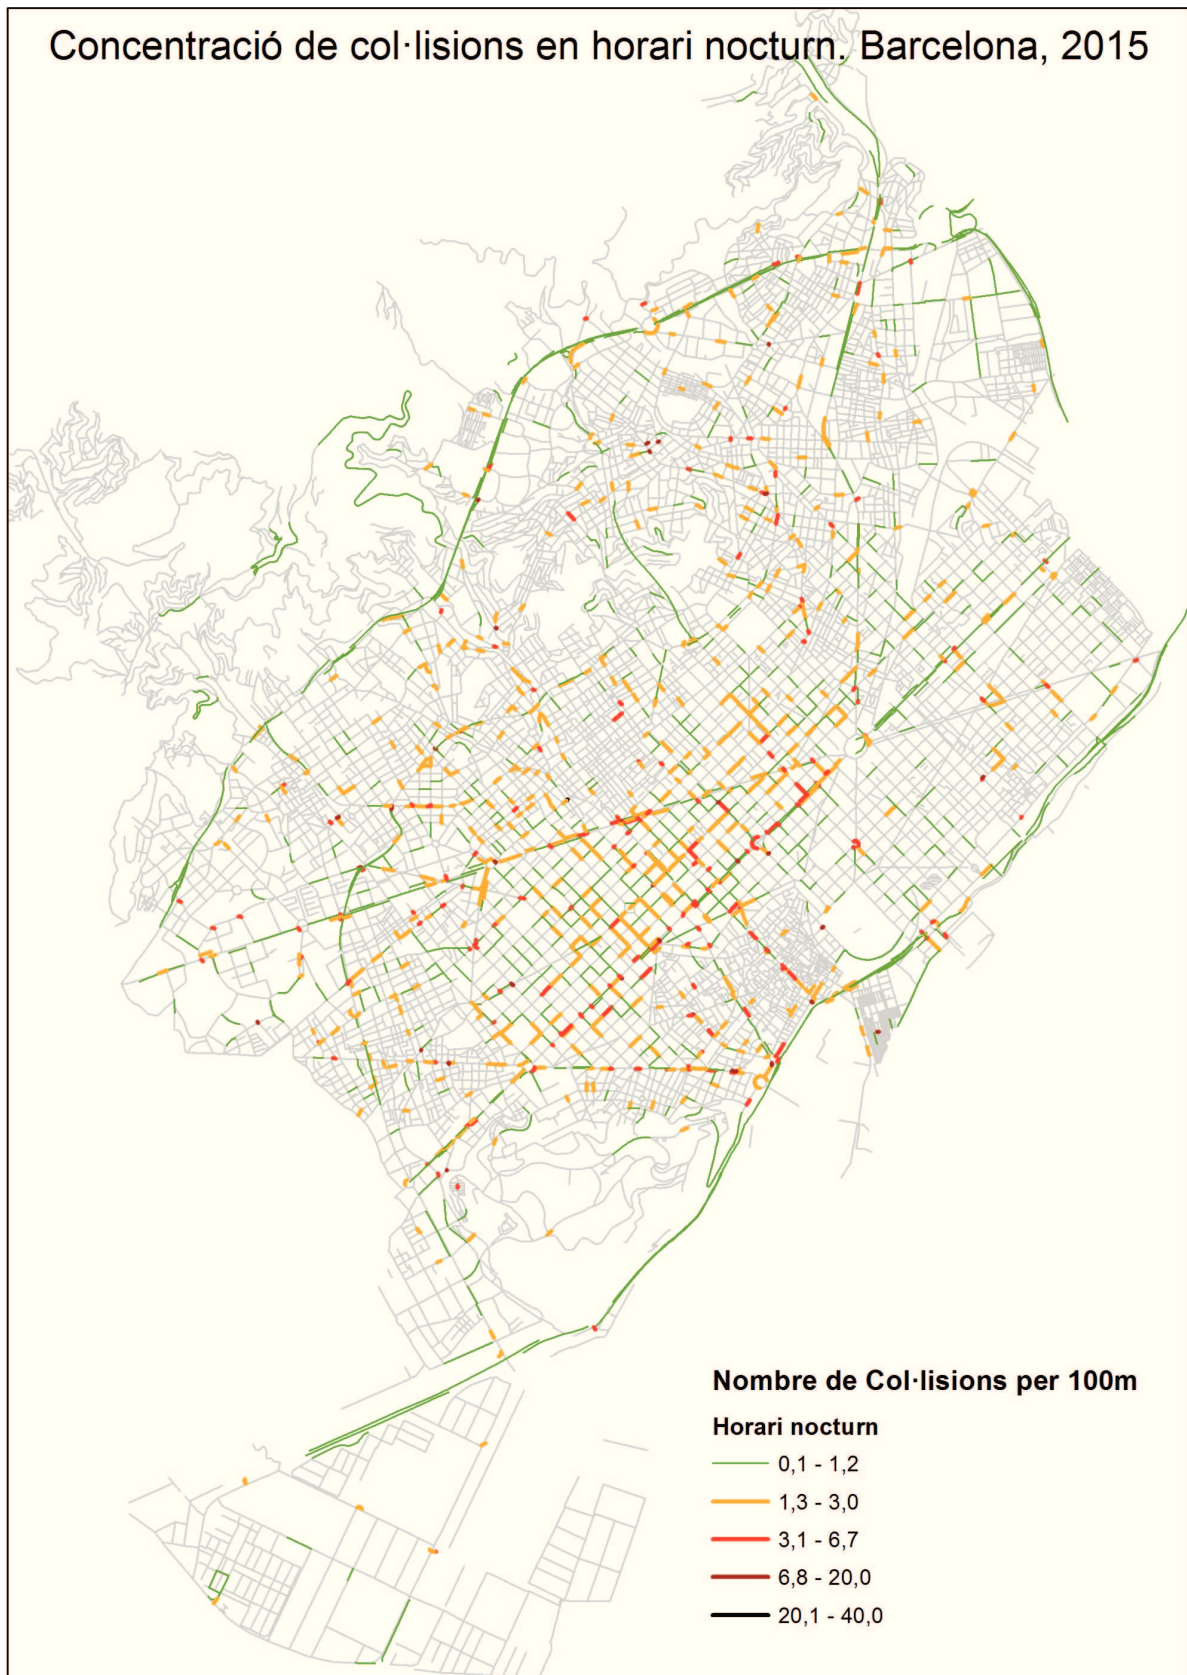 Concentració de col·lisions en horari nocturn. Barcelona, 2015
Nombre de Col·lisions per 100m
Horari nocturn
0,1 - 1,2
1,3 - 3,0
3,1 - 6,7
6,8 - 20,0
20,1 - 40,0